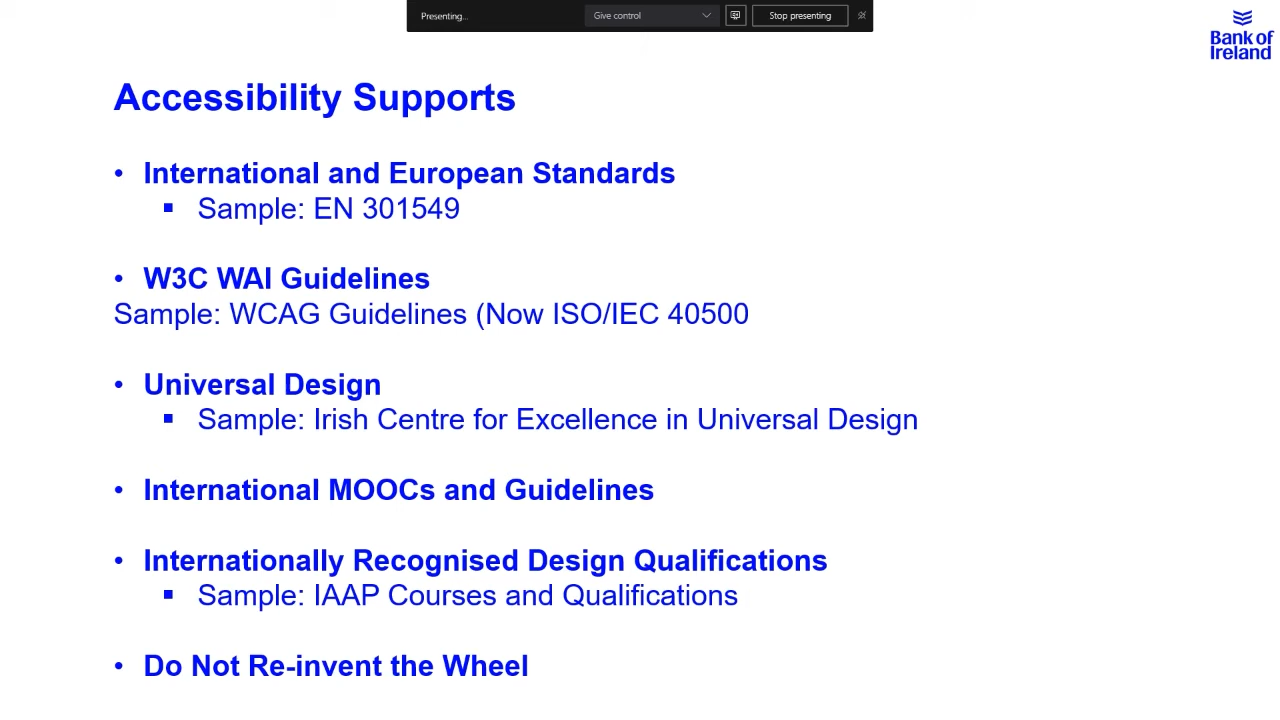 Presenting...
Give control
Stop presenting
Bank of
Ireland
Accessibility Supports
• International and European Standards
▪ Sample: EN 301549
• W3C WAI Guidelines
Sample: WCAG Guidelines (Now ISO/IEC 40500
• Universal Design
▪ Sample: Irish Centre for Excellence in Universal Design
• International MOOCs and Guidelines
• Internationally Recognised Design Qualifications
▪ Sample: IAAP Courses and Qualifications
• Do Not Re-invent the Wheel